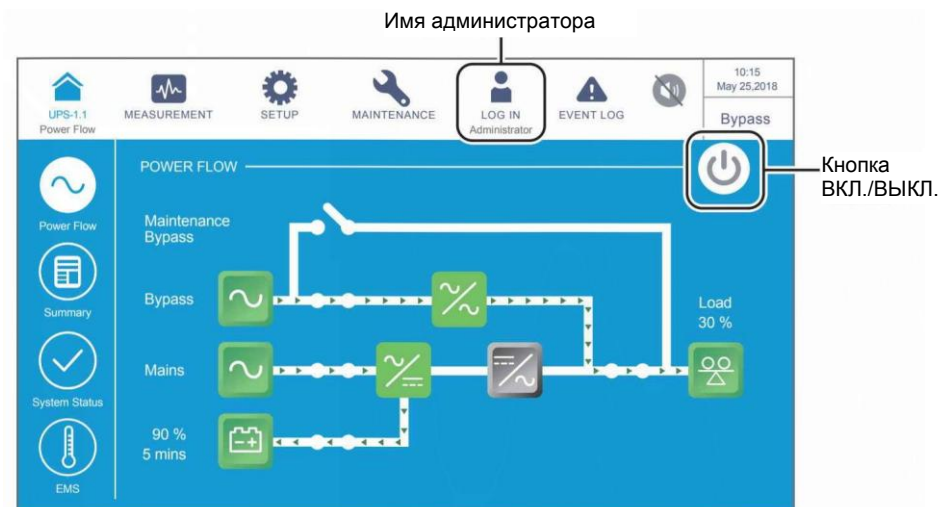 Имя администратора
10:15
May 25,2018
UPS-1.1
Power Flow
MEASUREMENT
SETUP
MAINTENANCE
LOG IN
Administrator
EVENT LOG
Bypass
POWER FLOW
Кнопка
ВКЛ./ВЫКЛ.
Power Flow
Maintenance
Bypass
Summary
Bypass
Load
30 %
Mains
System Status
90 %
5 mins
EMS